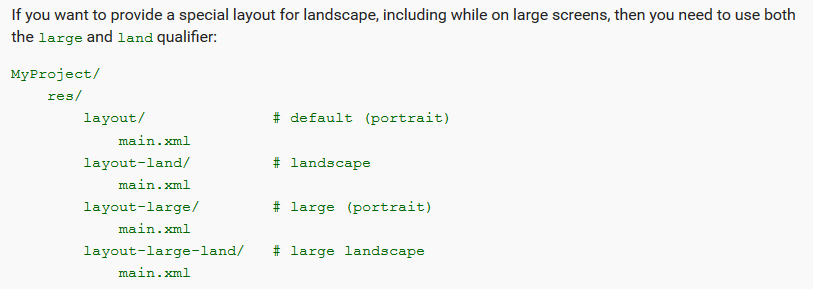 If you want to provide a special layout for landscape, including while on large screens, then you need to use both
the large and land qualifier:
MyProject/
    res/
        layout/              # default (portrait)
            main.xml
        layout-land/         # landscape
            main.xml
        layout-large/        # large (portrait)
            main.xml
        layout-large-land/   # large landscape
            main.xml